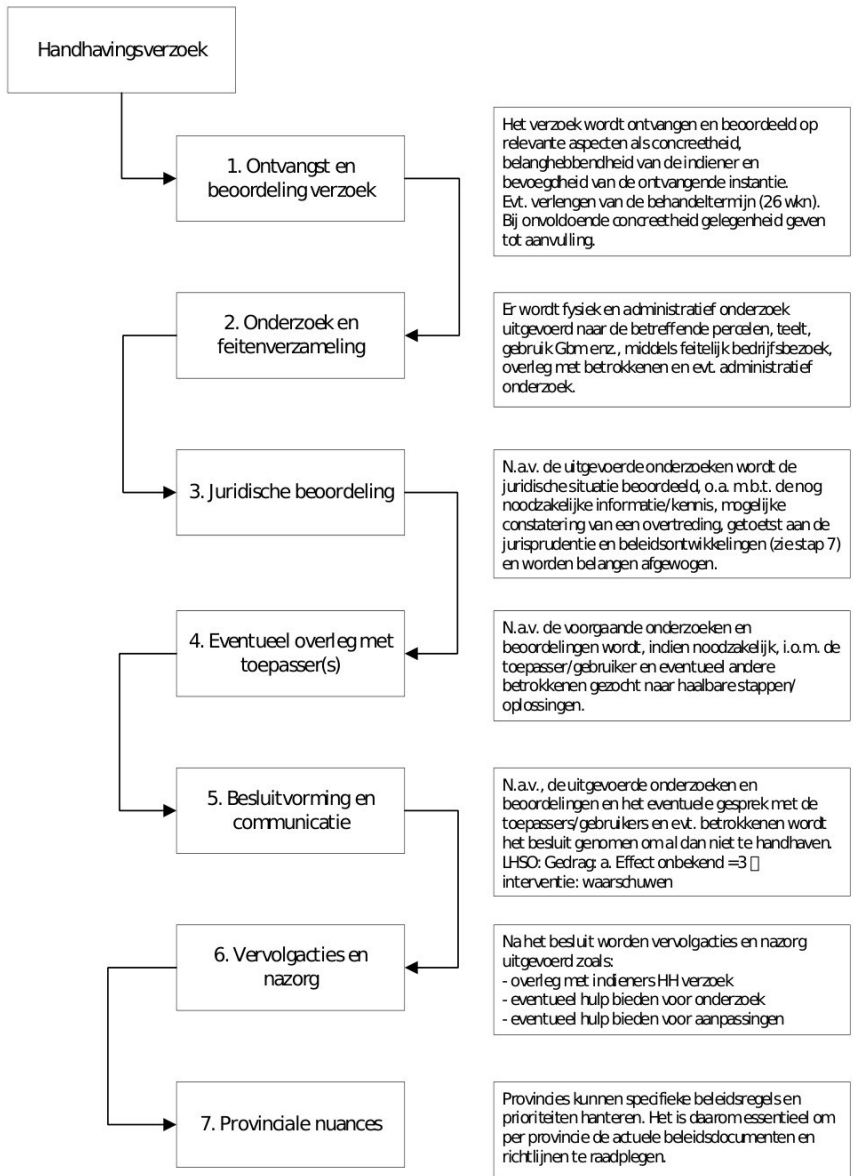 Handhavingsverzoek
1. Ontvangst en
beoordeling verzoek
Het verzoek wordt ontvangen en beoordeeld op
relevante aspecten als concreetheid,
belanghebbendheid van de indiener en
bevoegdheid van de ontvangende instantie.
Evt. verlengen van de behandeltermijn (26 wkn).
Bij onvoldoende concreetheid gelegenheid geven
tot aanvulling.
2. Onderzoek en
feitenverzameling
Er wordt fysiek en administratief onderzoek
uitgevoerd naar de betreffende percelen, teelt,
gebruik Gbm enz., middels feitelijk bedrijfsbezoek,
overleg met betrokkenen en evt. administratief
onderzoek.
3. Juridische beoordeling
N.a.v. de uitgevoerde onderzoeken wordt de
juridische situatie beoordeeld, o.a. m.b.t. de nog
noodzakelijke informatie/kennis, mogelijke
constatering van een overtreding, getoetst aan de
jurisprudentie en beleidsontwikkelingen (zie stap 7)
en worden belangen afgewogen.
4. Eventueel overleg met
toepasser(s)
N.a.v. de voorgaande onderzoeken en
beoordelingen wordt, indien noodzakelijk, i.o.m. de
toepasser/gebruiker en eventueel andere
betrokkenen gezocht naar haalbare stappen/
oplossingen.
5. Besluitvorming en
communicatie
N.a.v., de uitgevoerde onderzoeken en
beoordelingen en het eventuele gesprek met de
toepassers/gebruikers en evt. betrokkenen wordt
het besluit genomen om al dan niet te handhaven.
LHSO: Gedrag: a. Effect onbekend =3 
interventie: waarschuwen
6. Vervolgacties en
nazorg
Na het besluit worden vervolgacties en nazorg
uitgevoerd zoals:
- overleg met indieners HH verzoek
- eventueel hulp bieden voor onderzoek
- eventueel hulp bieden voor aanpassingen
7. Provinciale nuances
Provincies kunnen specifieke beleidsregels en
prioriteiten hanteren. Het is daarom essentieel om
per provincie de actuele beleidsdocumenten en
richtlijnen te raadplegen.